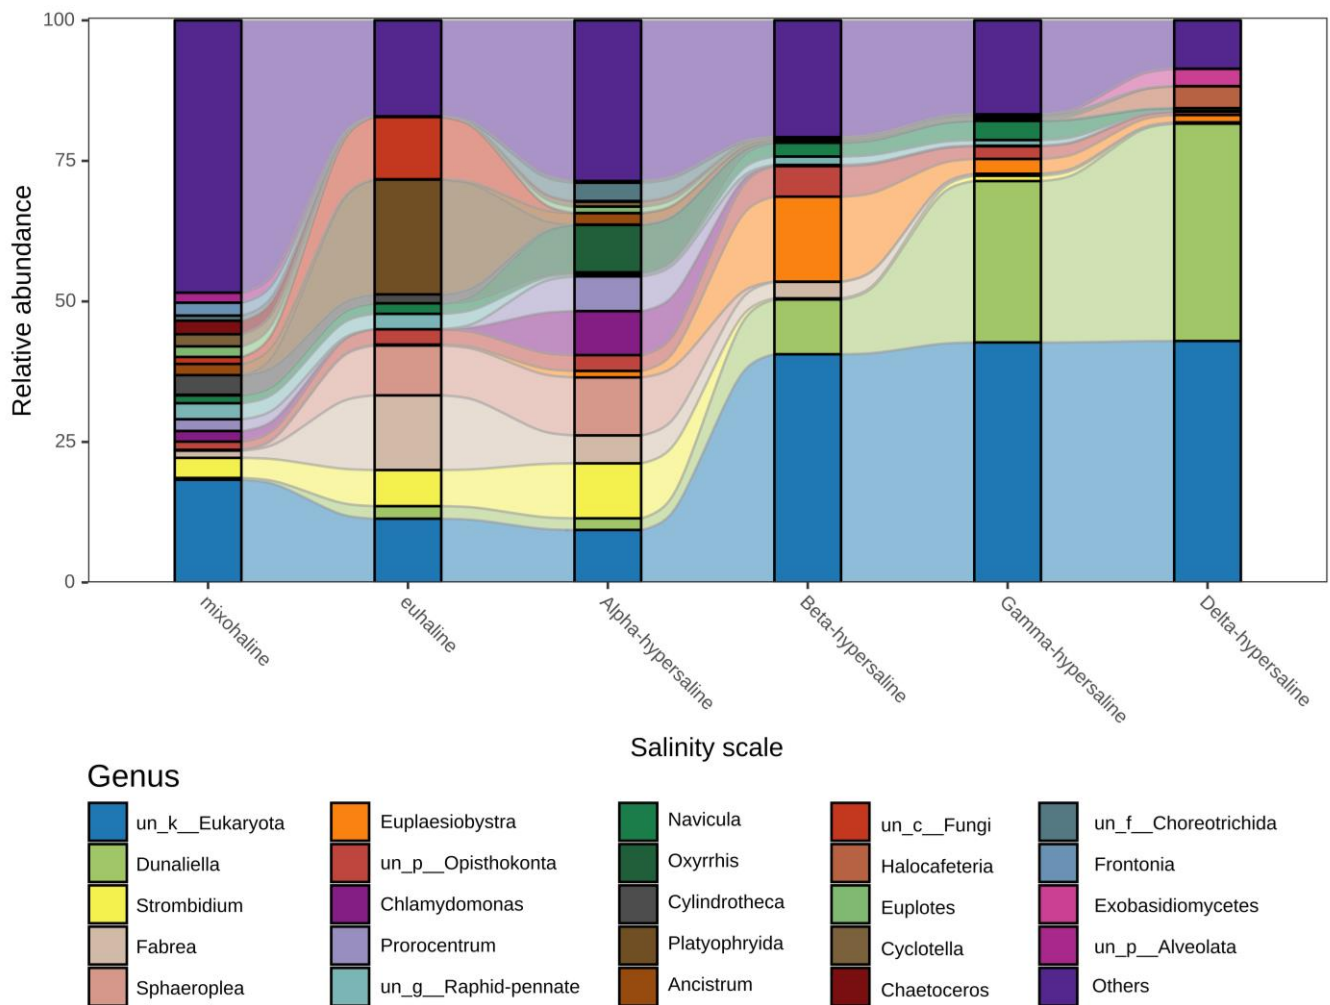 100
75
50
25
0
Relative abundance
mixohaline
euhaline
Alpha-hypersaline
Beta-hypersaline
Gamma-hypersaline
Delta-hypersaline
Salinity scale
Genus
un_k__Eukaryota
Dunaliella
Strombidium
Fabrea
Sphaeroplea
Euplaesiobystra
un_p__Opisthokonta
Chlamydomonas
Prorocentrum
un_g__Raphid-pennate
Navicula
Oxyrrhis
Cylindrotheca
Platyophryida
Ancistrum
un_c__Fungi
Halocafeteria
Euplotes
Cyclotella
Chaetoceros
un_f__Choreotrichida
Frontonia
Exobasidiomycetes
un_p__Alveolata
Others